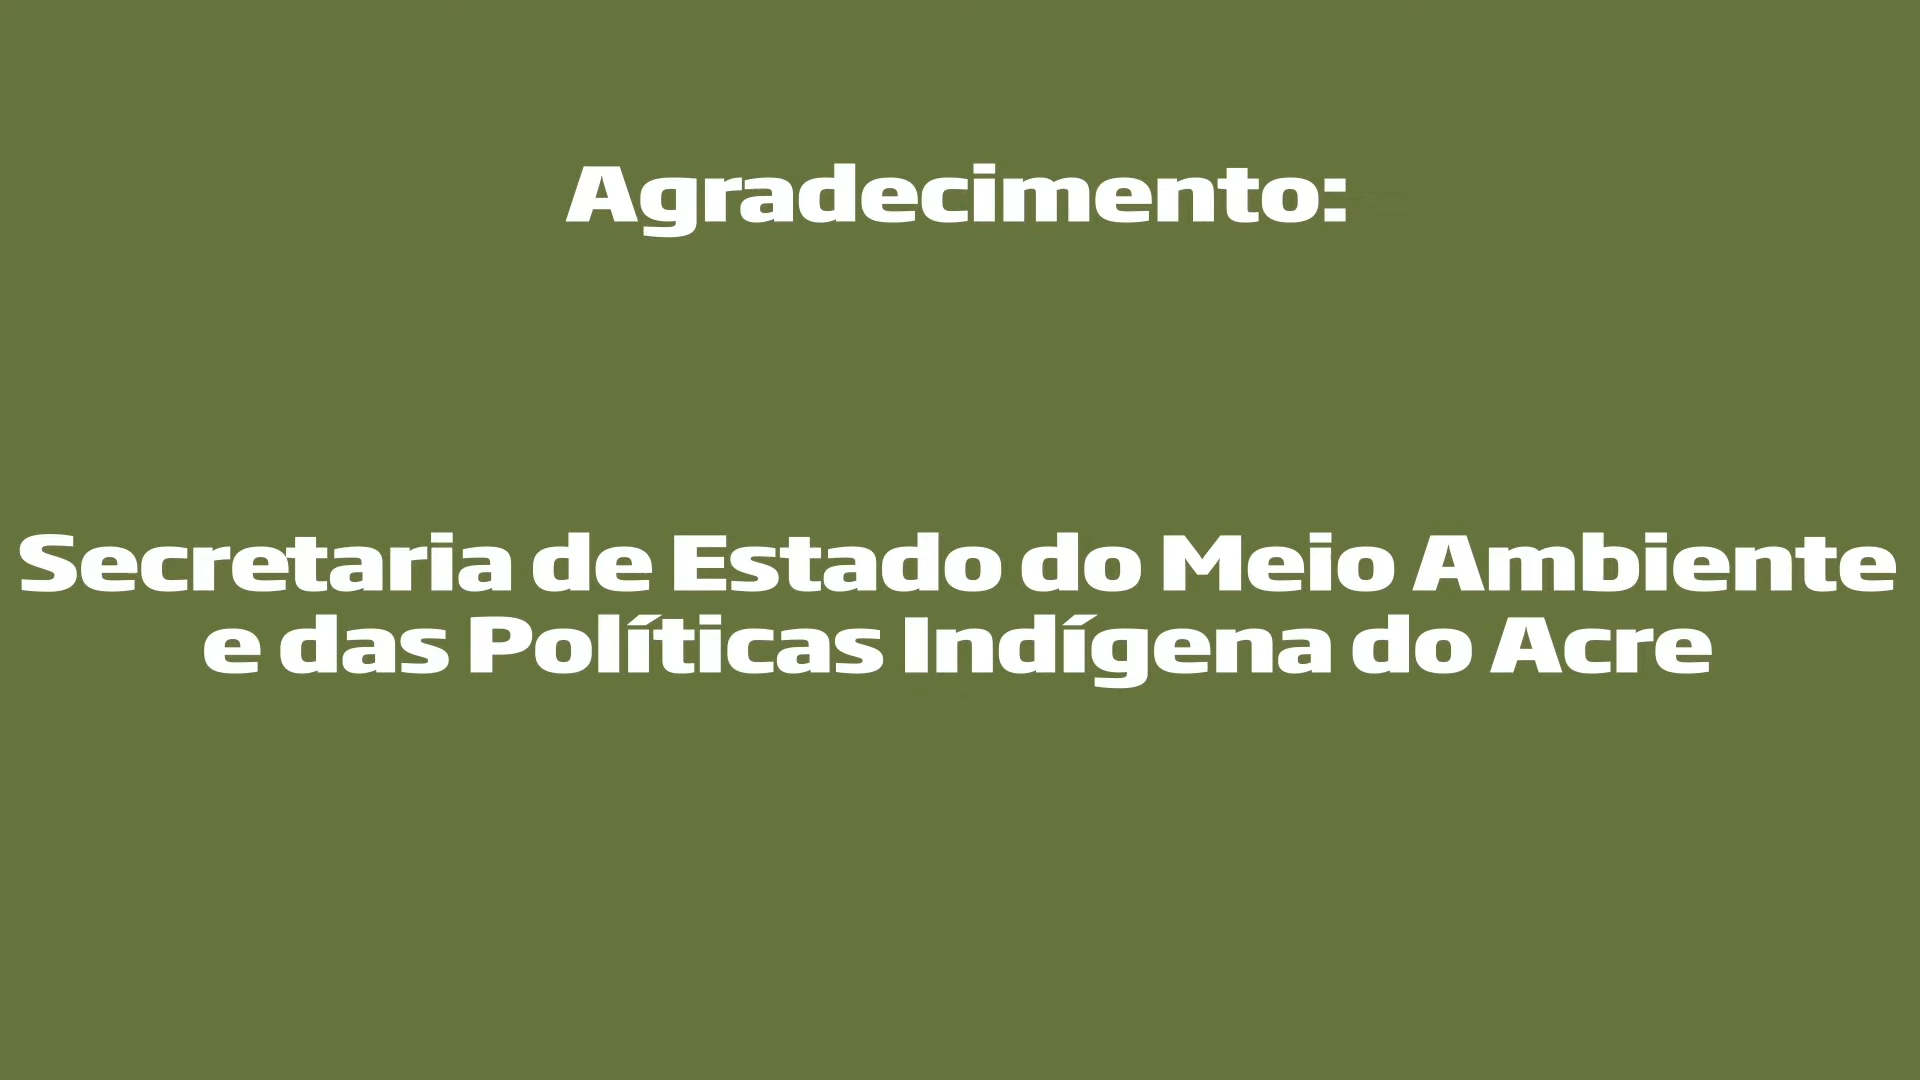 Agradecimento:
Secretaria de Estado do Meio Ambiente
e das Políticas Indígena do Acre